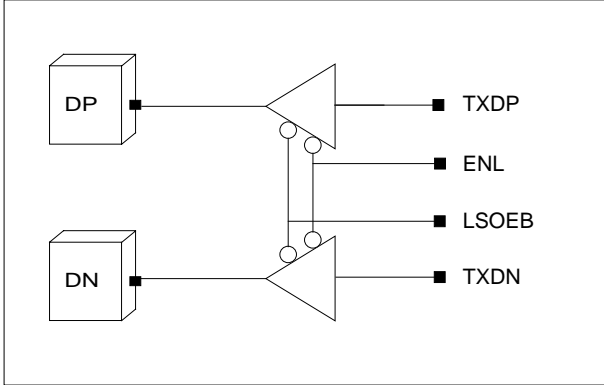 DP
TXDP
ENL
LSOEB
DN
TXDN